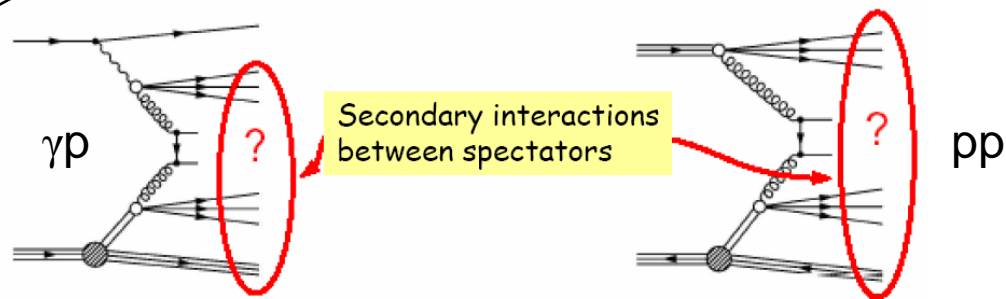 γp
?
Secondary interactions
between spectators
?
pp